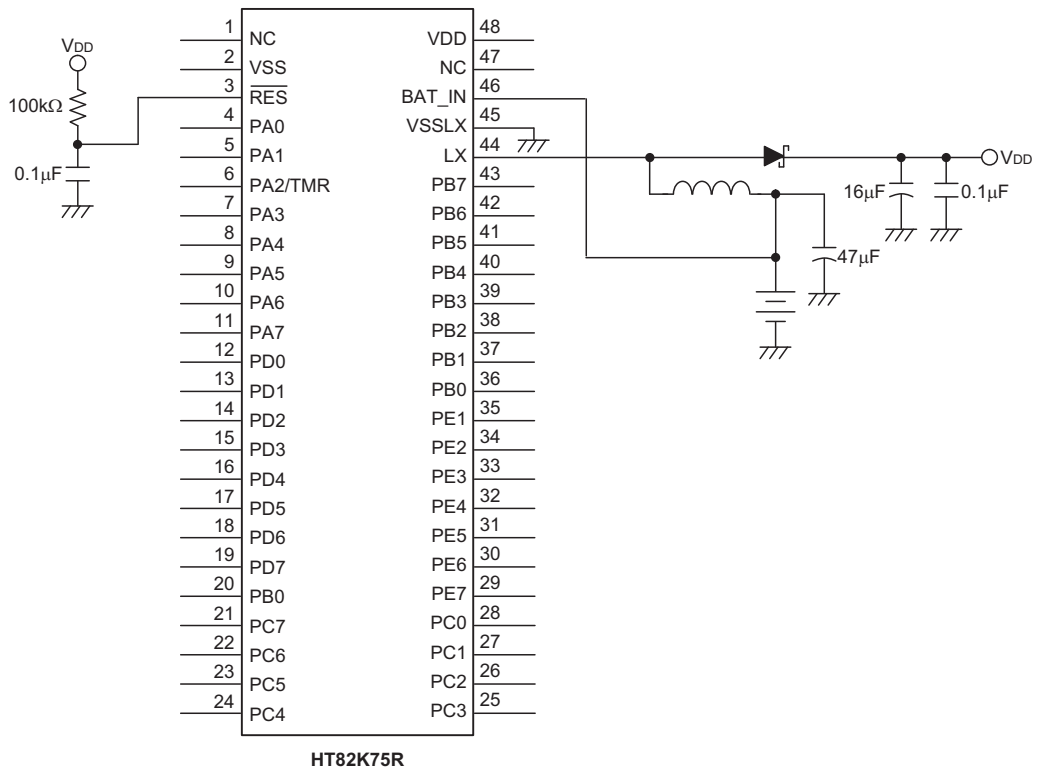 1 NC
2 VSS
3 RES
4 PA0
5 PA1
6 PA2/TMR
7 PA3
8 PA4
9 PA5
10 PA6
11 PA7
12 PD0
13 PD1
14 PD2
15 PD3
16 PD4
17 PD5
18 PD6
19 PD7
20 PB0
21 PC7
22 PC6
23 PC5
24 PC4
VDD 48
NC 47
BAT_IN 46
VSSLX 45
LX 44
PB7 43
PB6 42
PB5 41
PB4 40
PB3 39
PB2 38
PB1 37
PB0 36
PE1 35
PE2 34
PE3 33
PE4 32
PE5 31
PE6 30
PE7 29
PC0 28
PC1 27
PC2 26
PC3 25
VDD
100kΩ
0.1μF
VDD
16μF
0.1μF
47μF
HT82K75R